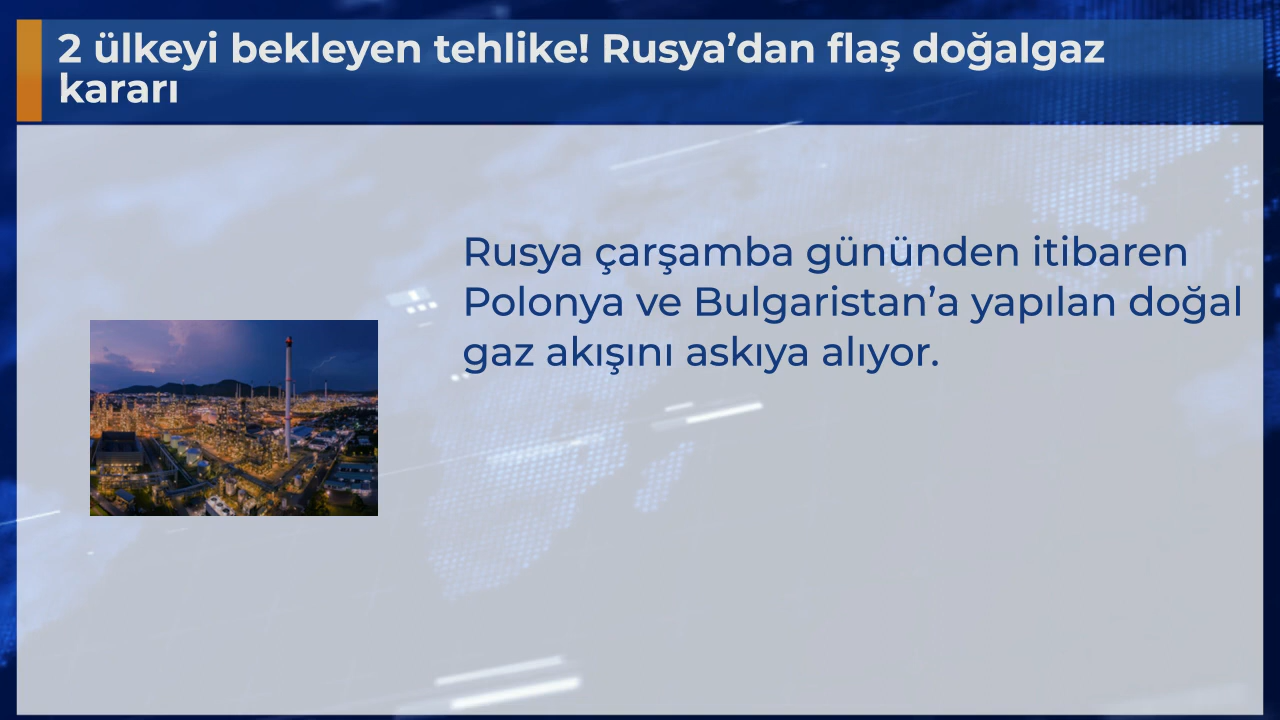 2 ülkeyi bekleyen tehlike! Rusya’dan flaş doğalgaz
kararı
Rusya çarşamba gününden itibaren
Polonya ve Bulgaristan’a yapılan doğal
gaz akışını askıya alıyor.